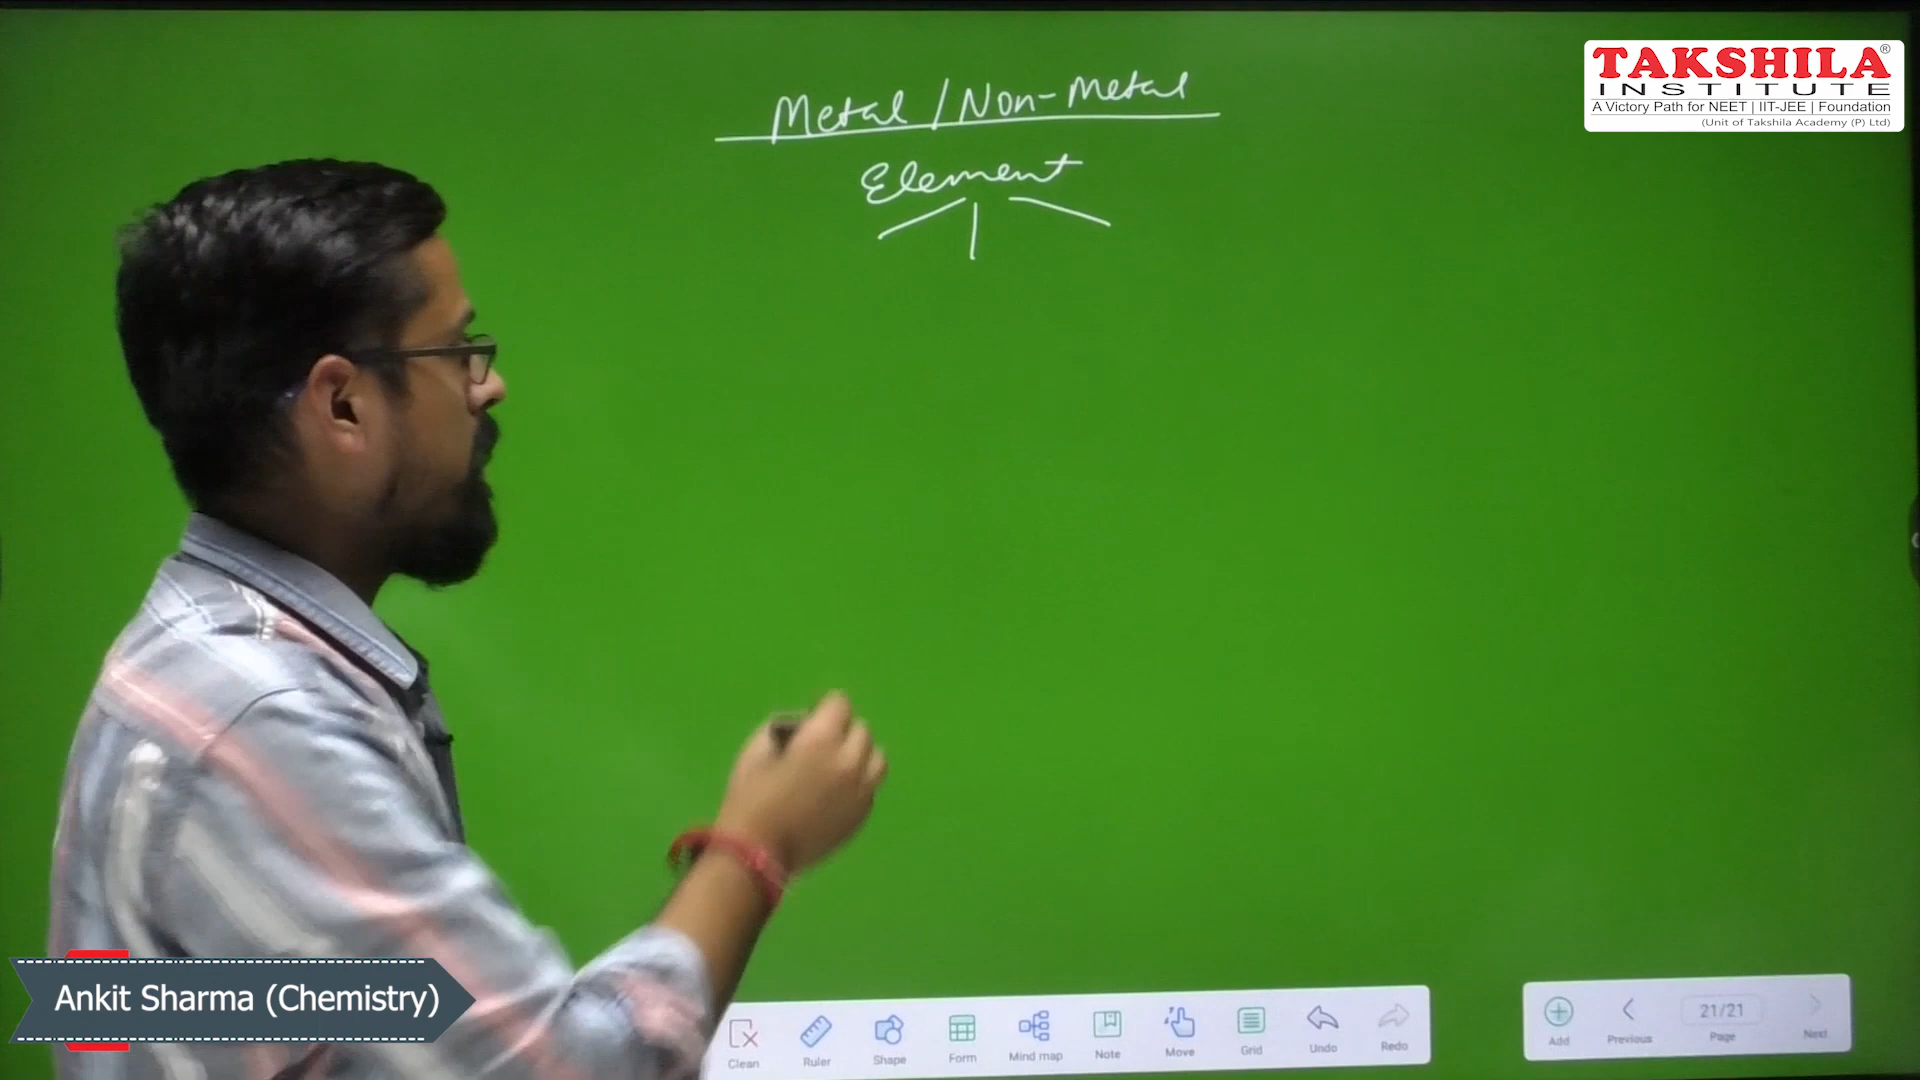 Metal / Non-Metal
Element
TAKSHILA®
INSTITUTE
A Victory Path for NEET | IIT-JEE | Foundation
(Unit of Takshila Academy (P) Ltd)
Ankit Sharma (Chemistry)
Clean
Ruler
Shape
Form
Mind map
Note
Move
Grid
Undo
Redo
Add
Previous
21/21
Page
Next